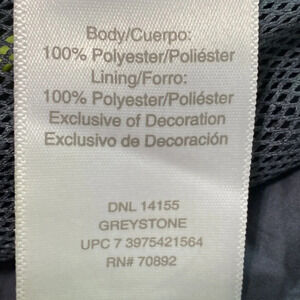 Body/Cuerpo:
100% Polyester/Poliéster
Lining/Forro:
100% Polyester/Poliéster
Exclusive of Decoration
Exclusivo de Decoración
DNL 14155
GREYSTONE
UPC 7 3975421564
RN# 70892